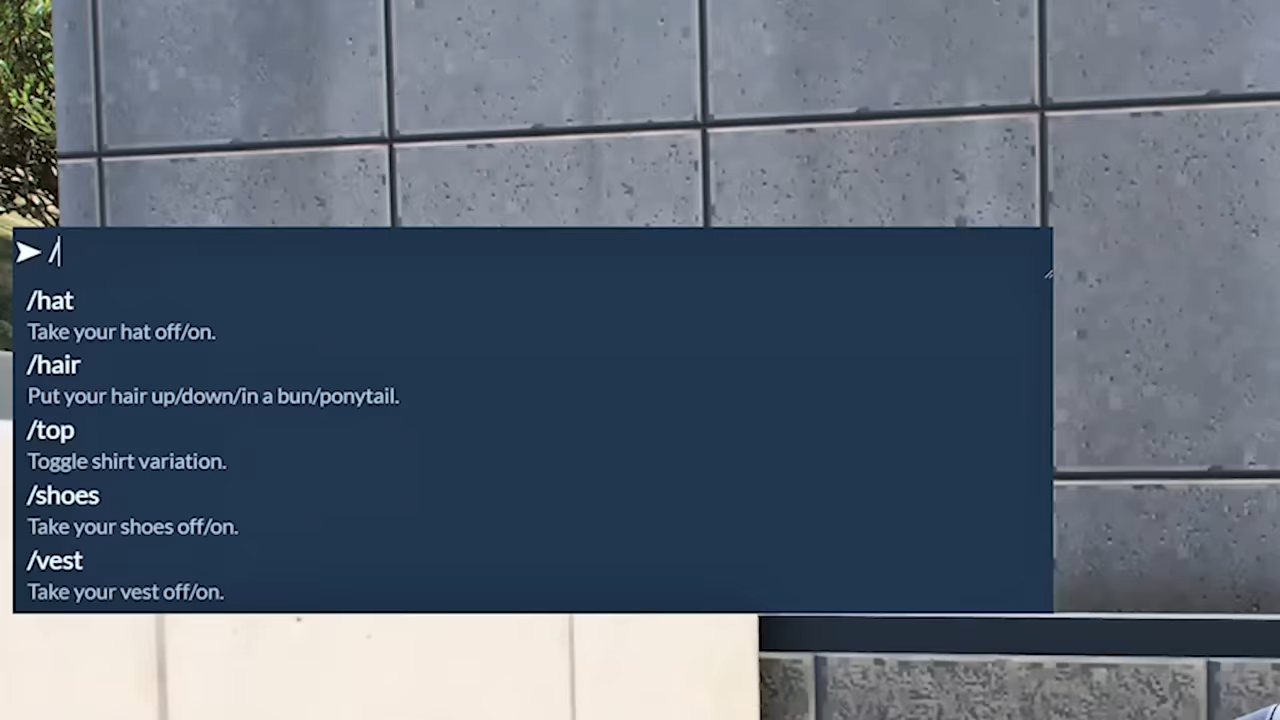 /
/hat
Take your hat off/on.
/hair
Put your hair up/down/in a bun/ponytail.
/top
Toggle shirt variation.
/shoes
Take your shoes off/on.
/vest
Take your vest off/on.